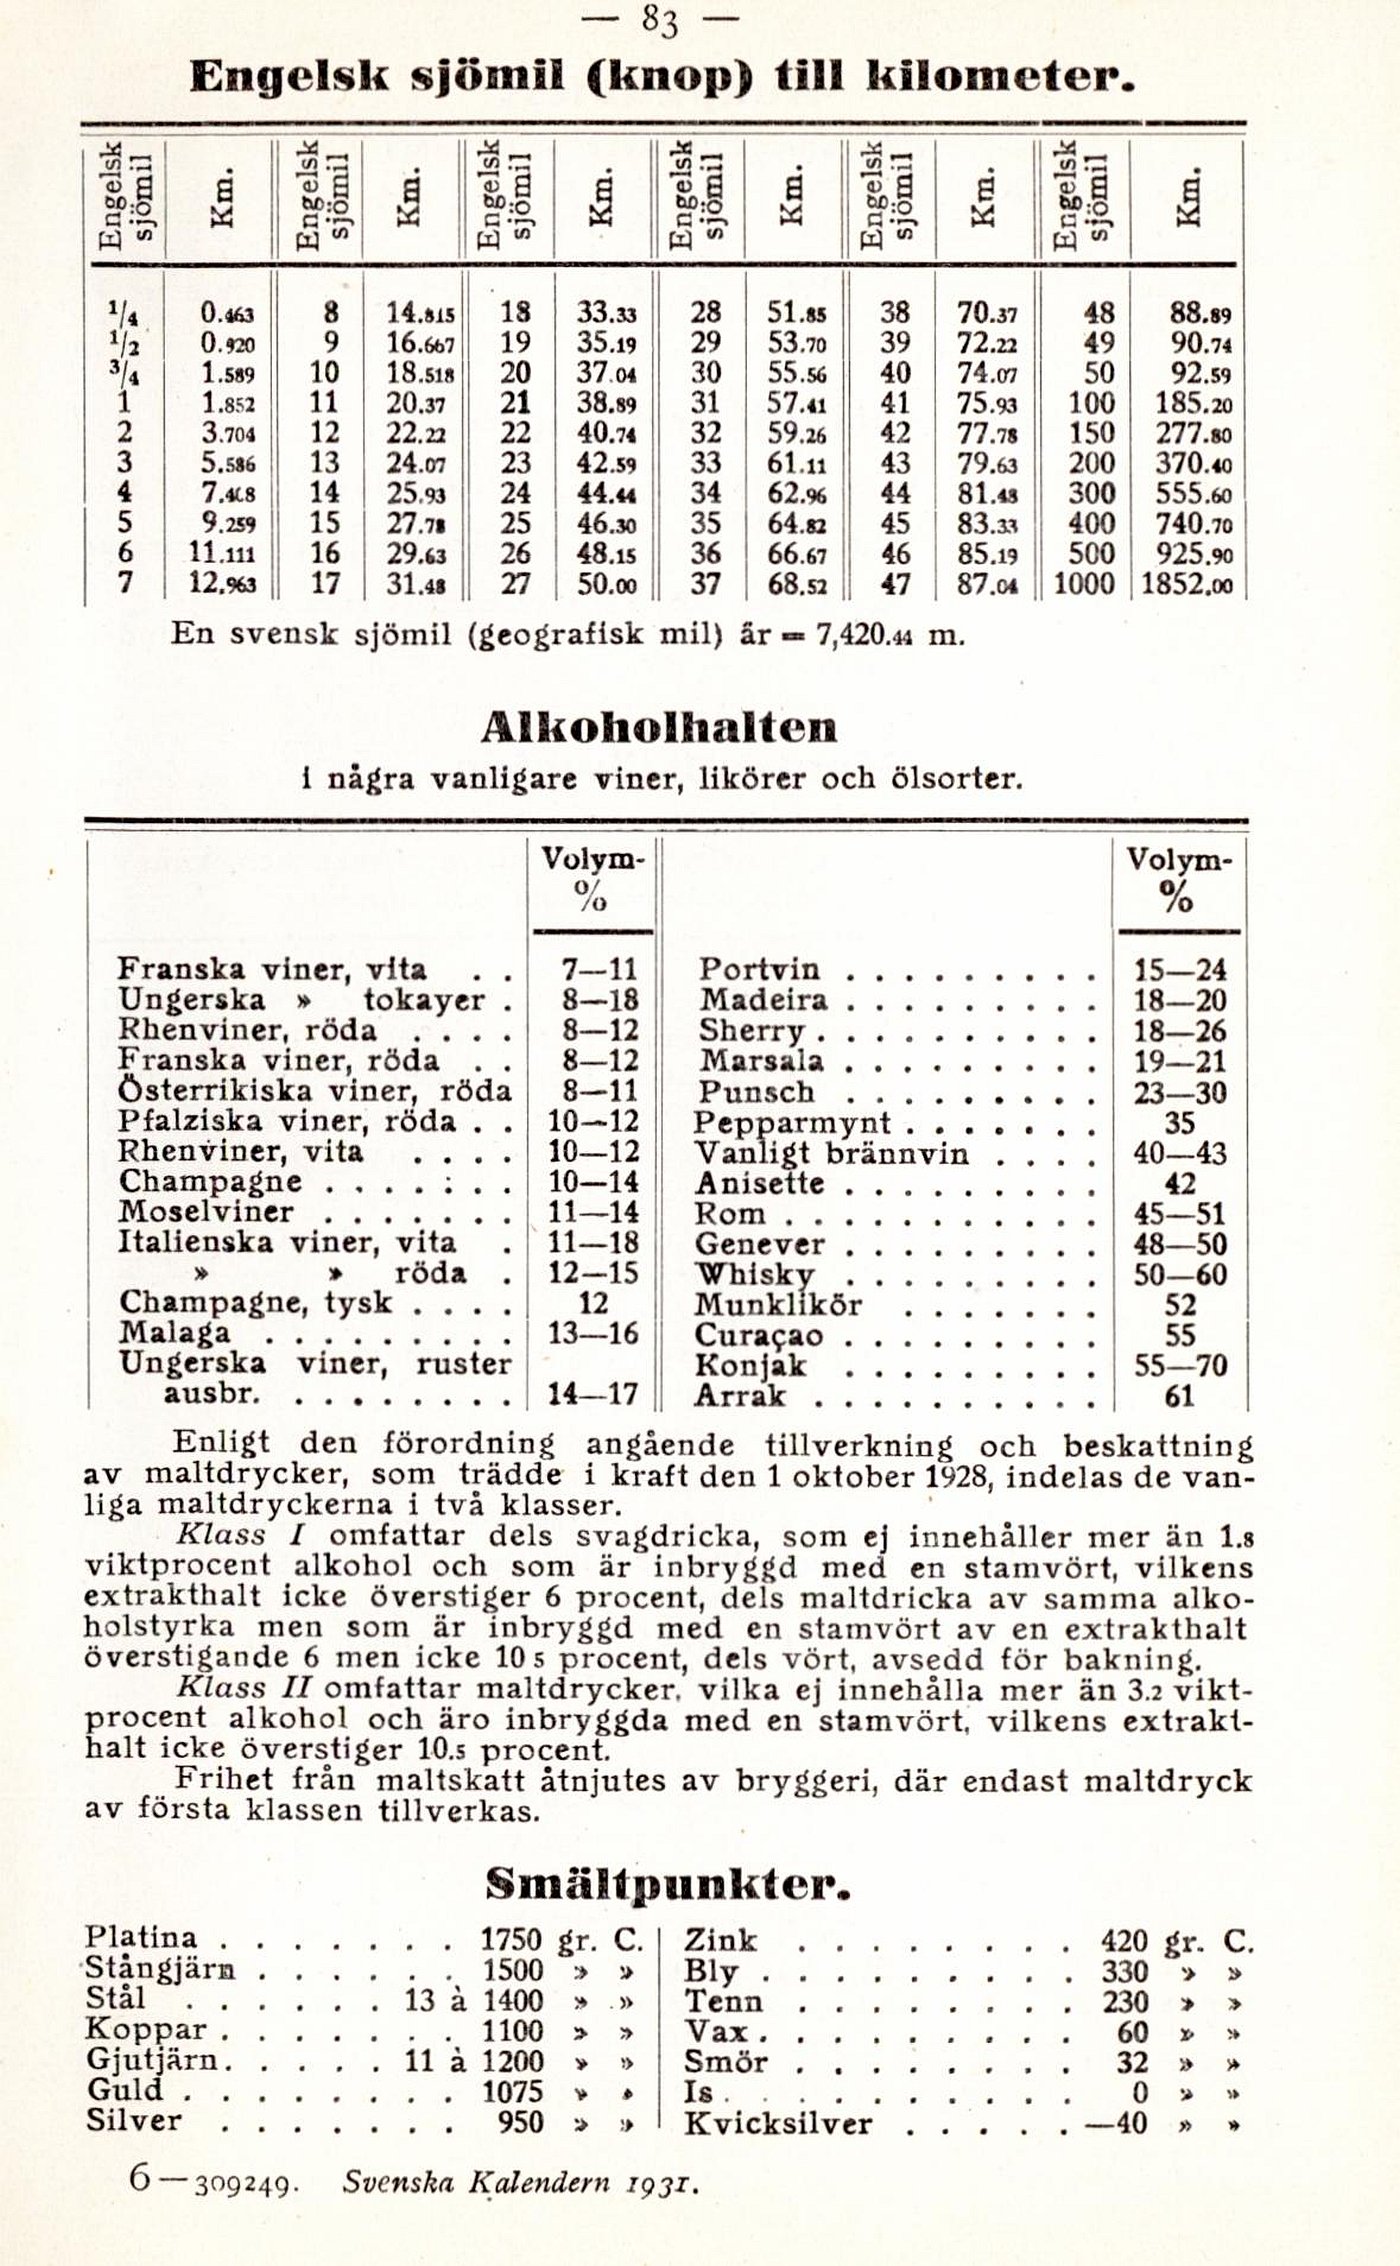 — 83 —
Engelsk sjömil (knop) till kilometer.
Engelsk sjömil Km. Engelsk sjömil Km. Engelsk sjömil Km. Engelsk sjömil Km. Engelsk sjömil Km. Engelsk sjömil Km.
1/4 0.463 8 14.815 18 33.33 28 51.85 38 70.37 48 88.89
1/2 0.920 9 16.667 19 35.19 29 53.70 39 72.22 49 90.74
3/4 1.589 10 18.518 20 37.04 30 55.56 40 74.07 50 92.59
1 1.852 11 20.37 21 38.89 31 57.41 41 75.93 100 185.20
2 3.704 12 22.22 22 40.74 32 59.26 42 77.78 150 277.80
3 5.586 13 24.07 23 42.59 33 61.11 43 79.63 200 370.40
4 7.408 14 25.93 24 44.44 34 62.96 44 81.48 300 555.60
5 9.259 15 27.78 25 46.30 35 64.82 45 83.33 400 740.70
6 11.111 16 29.63 26 48.15 36 66.67 46 85.19 500 925.90
7 12.963 17 31.48 27 50.00 37 68.52 47 87.04 1000 1852.00
En svensk sjömil (geografisk mil) är = 7,420.44 m.
Alkoholhalten
i några vanligare viner, likörer och ölsorter.
Volym-% Volym-%
Franska viner, vita . . 7—11 Portvin . . . . . . . . . 15—24
Ungerska » tokayer . 8—18 Madeira . . . . . . . . . 18—20
Rhenviner, röda . . . . 8—12 Sherry . . . . . . . . . . 18—26
Franska viner, röda . . 8—12 Marsala . . . . . . . . . 19—21
Österrikiska viner, röda 8—11 Punsch . . . . . . . . . 23—30
Pfalziska viner, röda . . 10—12 Pepparmynt . . . . . . . 35
Rhenviner, vita . . . . 10—12 Vanligt brännvin . . . . 40—43
Champagne . . . . : . . 10—14 Anisette . . . . . . . . . 42
Moselviner . . . . . . . 11—14 Rom . . . . . . . . . . . 45—51
Italienska viner, vita . 11—18 Genever . . . . . . . . . 48—50
» » röda . 12—15 Whisky . . . . . . . . . 50—60
Champagne, tysk . . . . 12 Munklikör . . . . . . . 52
Malaga . . . . . . . . . 13—16 Curaçao . . . . . . . . . 55
Ungerska viner, ruster Konjak . . . . . . . . . 55—70
ausbr. . . . . . . . . 14—17 Arrak . . . . . . . . . . 61
Enligt den förordning angående tillverkning och beskattning
av maltdrycker, som trädde i kraft den 1 oktober 1928, indelas de van-
liga maltdryckerna i två klasser.
Klass I omfattar dels svagdricka, som ej innehåller mer än 1.8
viktprocent alkohol och som är inbryggd med en stamvört, vilkens
extrakthalt icke överstiger 6 procent, dels maltdricka av samma alko-
holstyrka men som är inbryggd med en stamvört av en extrakthalt
överstigande 6 men icke 10 5 procent, dels vört, avsedd för bakning.
Klass II omfattar maltdrycker, vilka ej innehålla mer än 3.2 vikt-
procent alkohol och äro inbryggda med en stamvört, vilkens extrakt-
halt icke överstiger 10.5 procent.
Frihet från maltskatt åtnjutes av bryggeri, där endast maltdryck
av första klassen tillverkas.
Smältpunkter.
Platina . . . . . . . 1750 gr. C. Zink . . . . . . . . 420 gr. C.
Stångjärn . . . . . . 1500 » » Bly . . . . . . . . . 330 » »
Stål . . . . . . 13 à 1400 » » Tenn . . . . . . . . 230 » »
Koppar . . . . . . . 1100 » » Vax . . . . . . . . . 60 » »
Gjutjärn . . . . . 11 à 1200 » » Smör . . . . . . . . 32 » »
Guld . . . . . . . . 1075 » » Is . . . . . . . . . . 0 » »
Silver . . . . . . . 950 » » Kvicksilver . . . . . —40 » »
6 — 309249. Svenska Kalendern 1931.